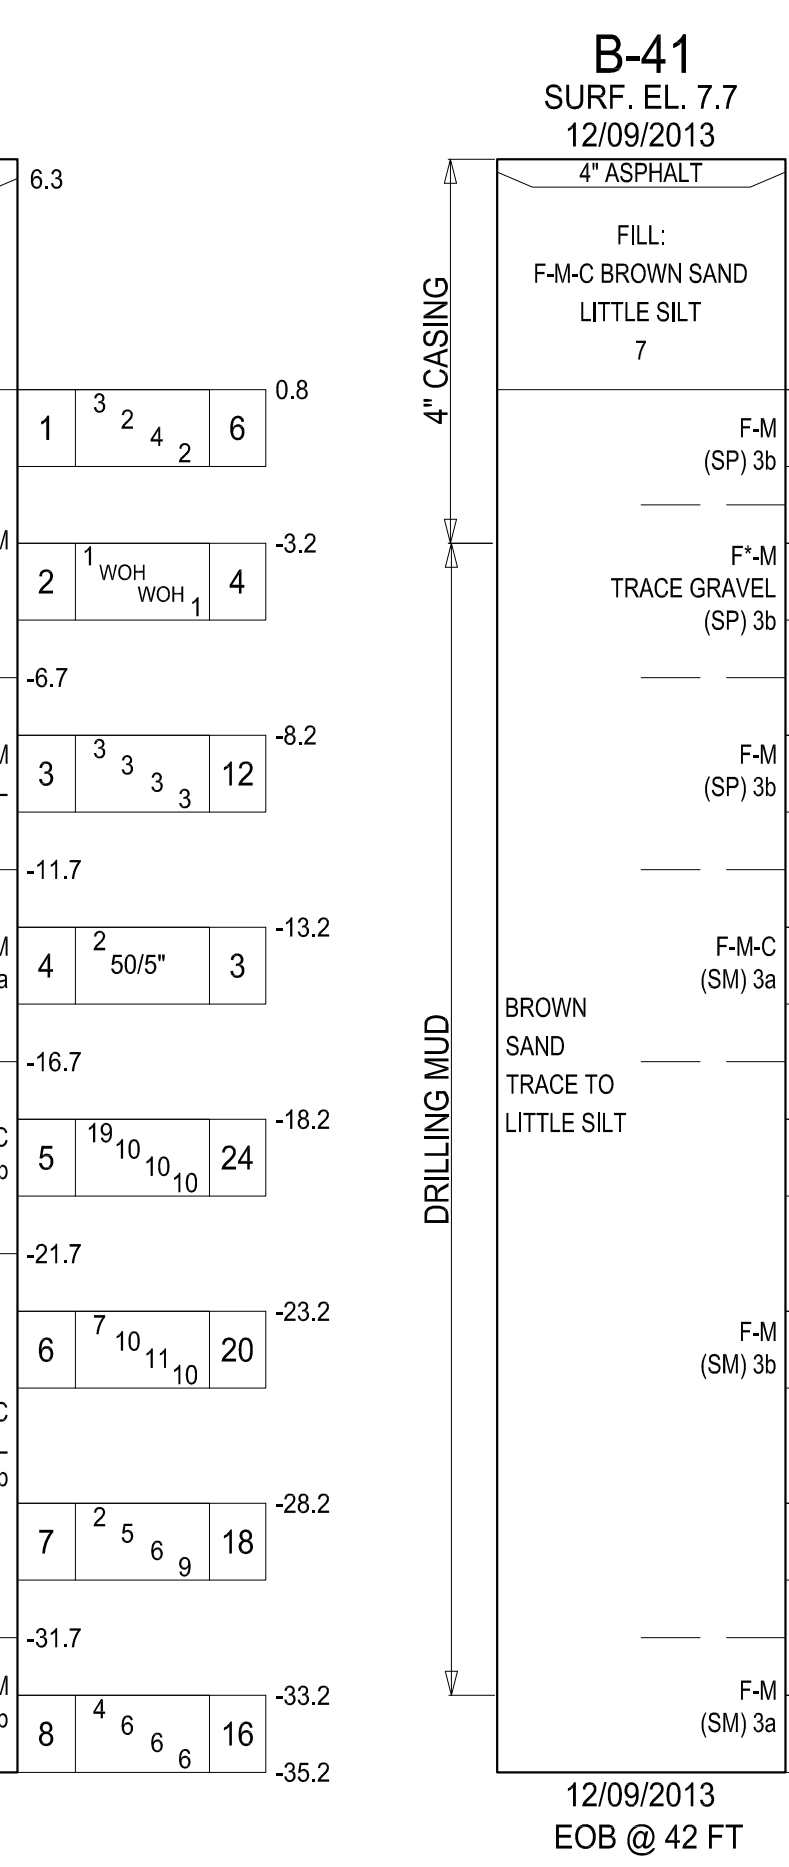 6.3
0.8
1
3
2
4
2
6
M
-3.2
2
1
WOH
WOH
1
4
-6.7
M
-8.2
3
3
3
3
3
12
-11.7
M
a
-13.2
4
2
50/5"
3
-16.7
C
b
-18.2
5
19
10
10
10
24
-21.7
-23.2
6
7
10
11
10
20
C
b
-28.2
7
2
5
6
9
18
-31.7
M
b
-33.2
8
4
6
6
6
16
-35.2
B-41
SURF. EL. 7.7
12/09/2013
4" CASING
DRILLING MUD
4" ASPHALT
FILL:
F-M-C BROWN SAND
LITTLE SILT
7
F-M
(SP) 3b
F*-M
TRACE GRAVEL
(SP) 3b
F-M
(SP) 3b
F-M-C
(SM) 3a
BROWN
SAND
TRACE TO
LITTLE SILT
F-M
(SM) 3b
F-M
(SM) 3a
12/09/2013
EOB @ 42 FT